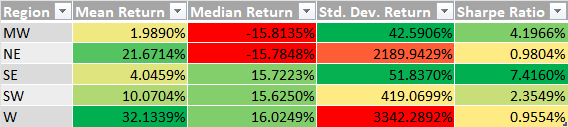 Region Mean Return Median Return Std. Dev. Return Sharpe Ratio
MW 1.9890% -15.8135% 42.5906% 4.1966%
NE 21.6714% -15.7848% 2189.9429% 0.9804%
SE 4.0459% 15.7223% 51.8370% 7.4160%
SW 10.0704% 15.6250% 419.0699% 2.3549%
W 32.1339% 16.0249% 3342.2892% 0.9554%